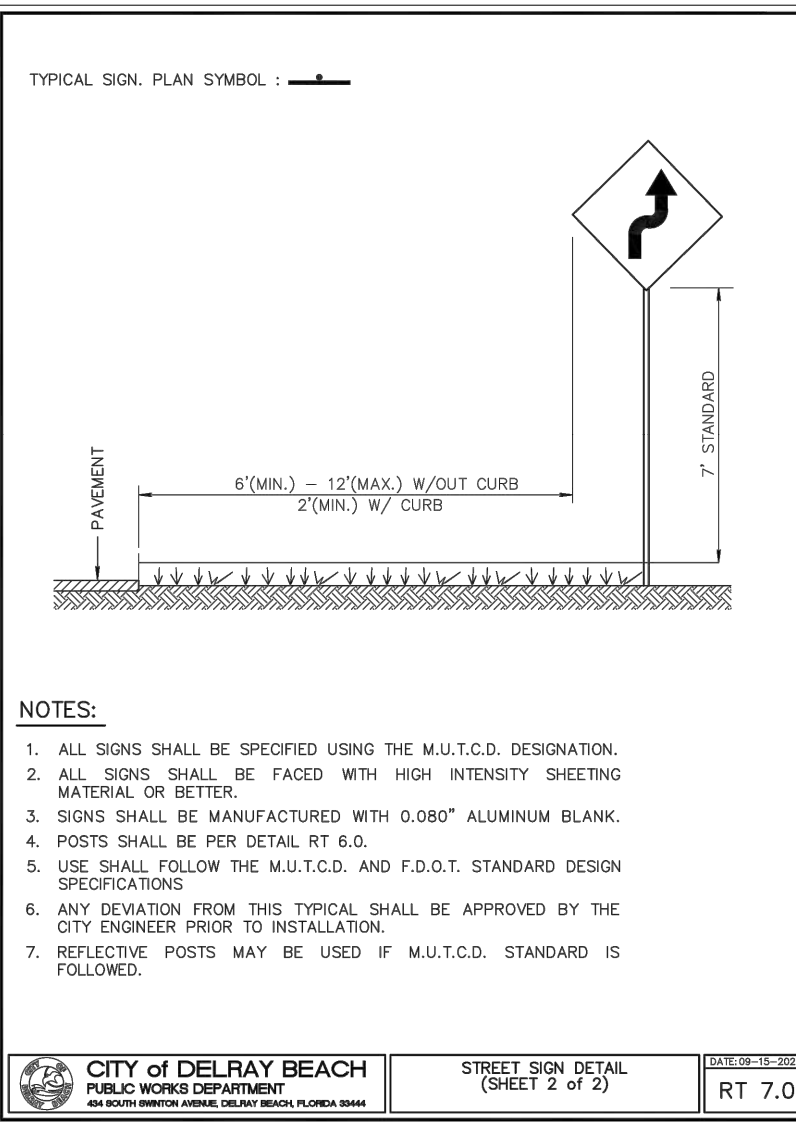 TYPICAL SIGN. PLAN SYMBOL :
7' STANDARD
PAVEMENT
6'(MIN.) – 12'(MAX.) W/OUT CURB
2'(MIN.) W/ CURB
NOTES:
1. ALL SIGNS SHALL BE SPECIFIED USING THE M.U.T.C.D. DESIGNATION.
2. ALL SIGNS SHALL BE FACED WITH HIGH INTENSITY SHEETING
MATERIAL OR BETTER.
3. SIGNS SHALL BE MANUFACTURED WITH 0.080" ALUMINUM BLANK.
4. POSTS SHALL BE PER DETAIL RT 6.0.
5. USE SHALL FOLLOW THE M.U.T.C.D. AND F.D.O.T. STANDARD DESIGN
SPECIFICATIONS
6. ANY DEVIATION FROM THIS TYPICAL SHALL BE APPROVED BY THE
CITY ENGINEER PRIOR TO INSTALLATION.
7. REFLECTIVE POSTS MAY BE USED IF M.U.T.C.D. STANDARD IS
FOLLOWED.
CITY of DELRAY BEACH
PUBLIC WORKS DEPARTMENT
434 SOUTH SWINTON AVENUE, DELRAY BEACH, FLORIDA 33444
STREET SIGN DETAIL
(SHEET 2 of 2)
DATE:09–15–202
RT 7.0